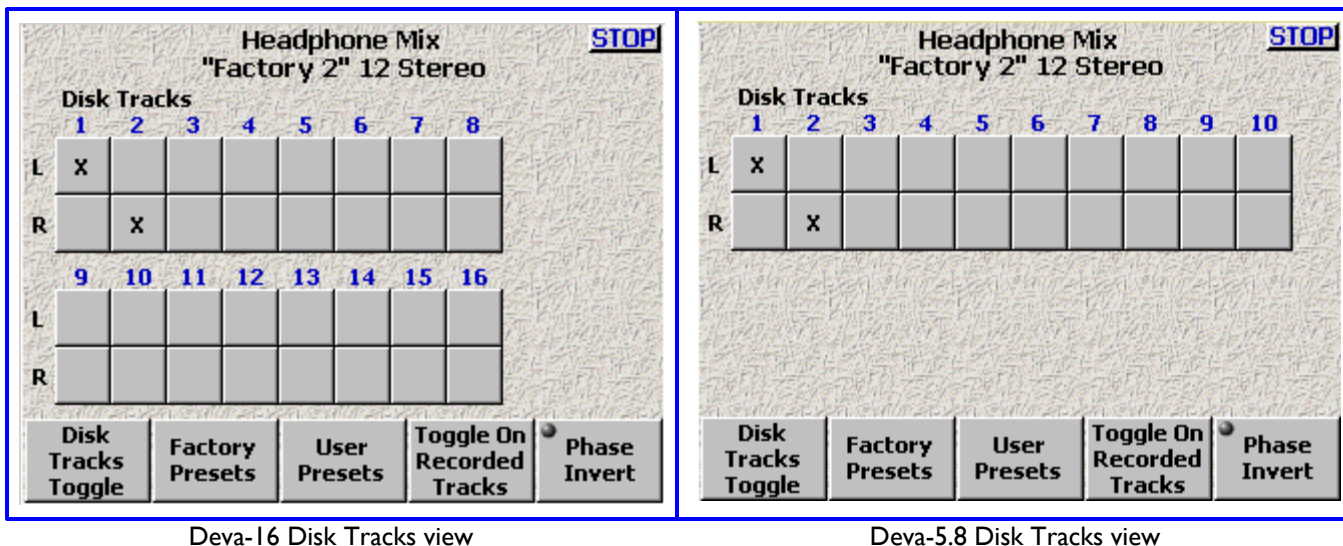 Headphone Mix STOP
"Factory 2" 12 Stereo
Disk Tracks
1 2 3 4 5 6 7 8
L X
R X
9 10 11 12 13 14 15 16
L
R
Disk Tracks Toggle
Factory Presets
User Presets
Toggle On Recorded Tracks
Phase Invert
Deva-16 Disk Tracks view
Headphone Mix STOP
"Factory 2" 12 Stereo
Disk Tracks
1 2 3 4 5 6 7 8 9 10
L X
R X
Disk Tracks Toggle
Factory Presets
User Presets
Toggle On Recorded Tracks
Phase Invert
Deva-5.8 Disk Tracks view